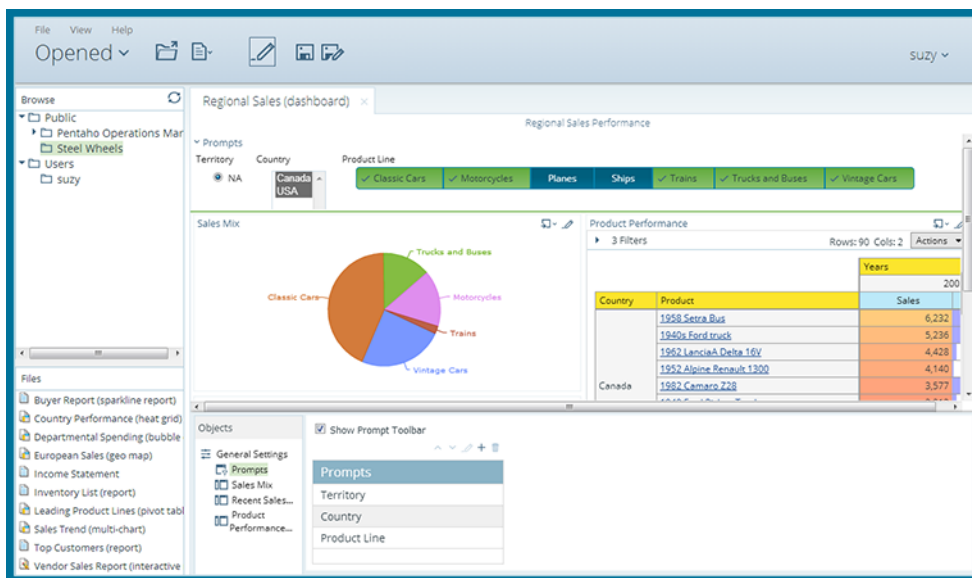 File View Help
Opened
suzy
Browse
Public
Pentaho Operations Mar
Steel Wheels
Users
suzy
Files
Buyer Report (sparkline report)
Country Performance (heat grid)
Departmental Spending (bubble
European Sales (geo map)
Income Statement
Inventory List (report)
Leading Product Lines (pivot tabl
Sales Trend (multi-chart)
Top Customers (report)
Vendor Sales Report (interactive
Regional Sales (dashboard) ×
Regional Sales Performance
Prompts
Territory Country Product Line
NA Canada USA
Classic Cars Motorcycles Planes Ships Trains Trucks and Buses Vintage Cars
Sales Mix
Trucks and Buses
Classic Cars
Motorcycles
Trains
Vintage Cars
Product Performance
3 Filters Rows: 90 Cols: 2 Actions
Years
200
Country Product Sales
1958 Setra Bus 6,232
1940s Ford truck 5,236
1962 LanciaA Delta 16V 4,428
1952 Alpine Renault 1300 4,140
Canada 1982 Camaro Z28 3,577
Objects
General Settings
Prompts
Sales Mix
Recent Sales...
Product
Performance...
Show Prompt Toolbar
Prompts
Territory
Country
Product Line